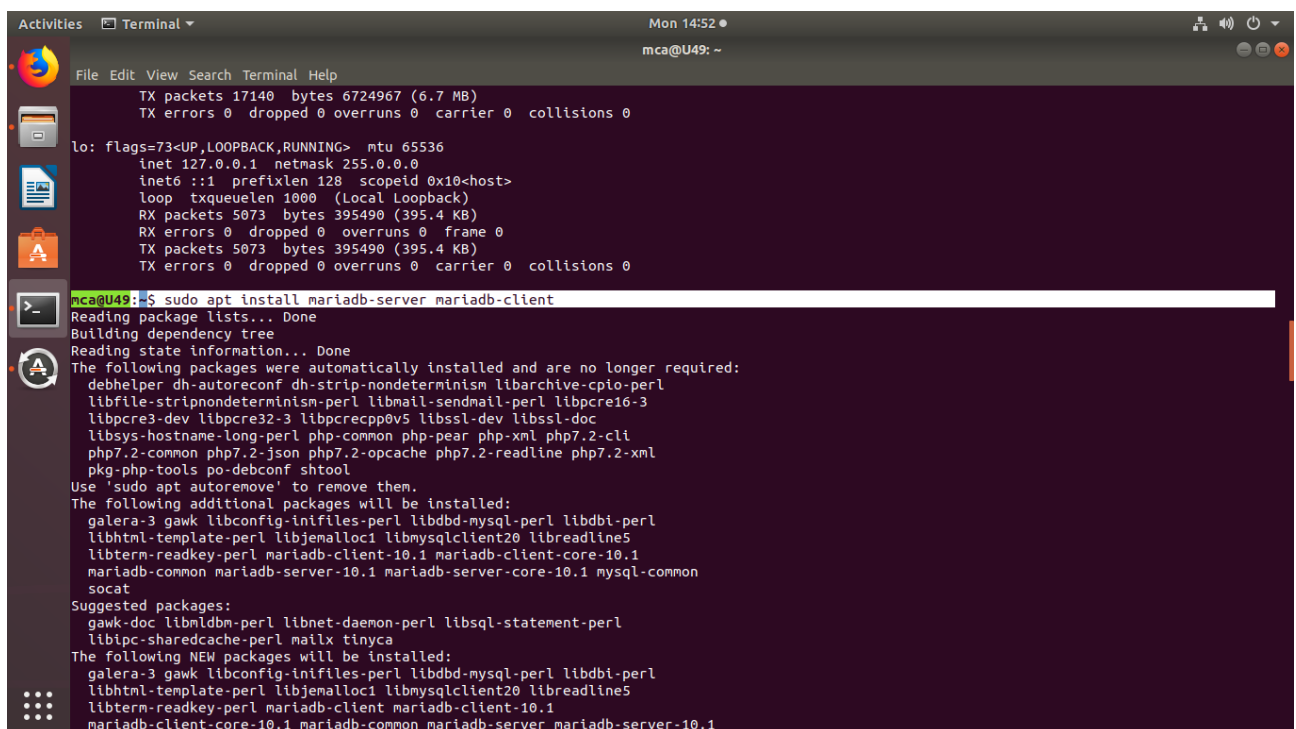 Activities Terminal Mon 14:52
mca@U49: ~
File Edit View Search Terminal Help
TX packets 17140 bytes 6724967 (6.7 MB)
TX errors 0 dropped 0 overruns 0 carrier 0 collisions 0
lo: flags=73<UP,LOOPBACK,RUNNING> mtu 65536
inet 127.0.0.1 netmask 255.0.0.0
inet6 ::1 prefixlen 128 scopeid 0x10<host>
loop txqueuelen 1000 (Local Loopback)
RX packets 5073 bytes 395490 (395.4 KB)
RX errors 0 dropped 0 overruns 0 frame 0
TX packets 5073 bytes 395490 (395.4 KB)
TX errors 0 dropped 0 overruns 0 carrier 0 collisions 0
mca@U49:~$ sudo apt install mariadb-server mariadb-client
Reading package lists... Done
Building dependency tree
Reading state information... Done
The following packages were automatically installed and are no longer required:
debhelper dh-autoreconf dh-strip-nondeterminism libarchive-cpio-perl
libfile-stripnondeterminism-perl libmail-sendmail-perl libpcre16-3
libpcre3-dev libpcre32-3 libpcrecpp0v5 libssl-dev libssl-doc
libsys-hostname-long-perl php-common php-pear php-xml php7.2-cli
php7.2-common php7.2-json php7.2-opcache php7.2-readline php7.2-xml
pkg-php-tools po-debconf shtool
Use 'sudo apt autoremove' to remove them.
The following additional packages will be installed:
galera-3 gawk libconfig-inifiles-perl libdbd-mysql-perl libdbi-perl
libhtml-template-perl libjemalloc1 libmysqlclient20 libreadline5
libterm-readkey-perl mariadb-client-10.1 mariadb-client-core-10.1
mariadb-common mariadb-server-10.1 mariadb-server-core-10.1 mysql-common
socat
Suggested packages:
gawk-doc libmldbm-perl libnet-daemon-perl libsql-statement-perl
libipc-sharedcache-perl mailx tinyca
The following NEW packages will be installed:
galera-3 gawk libconfig-inifiles-perl libdbd-mysql-perl libdbi-perl
libhtml-template-perl libjemalloc1 libmysqlclient20 libreadline5
libterm-readkey-perl mariadb-client mariadb-client-10.1
mariadb-client-core-10.1 mariadb-common mariadb-server mariadb-server-10.1